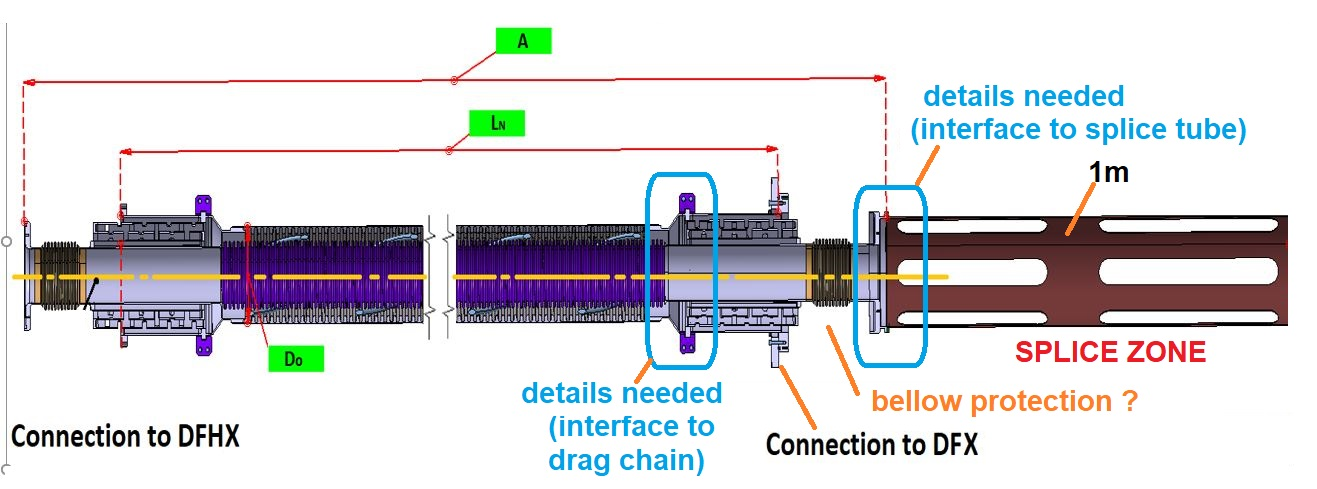 A
LN
details needed
(interface to splice tube)
1m
Do
SPLICE ZONE
details needed
(interface to
drag chain)
bellow protection ?
Connection to DFHX
Connection to DFX